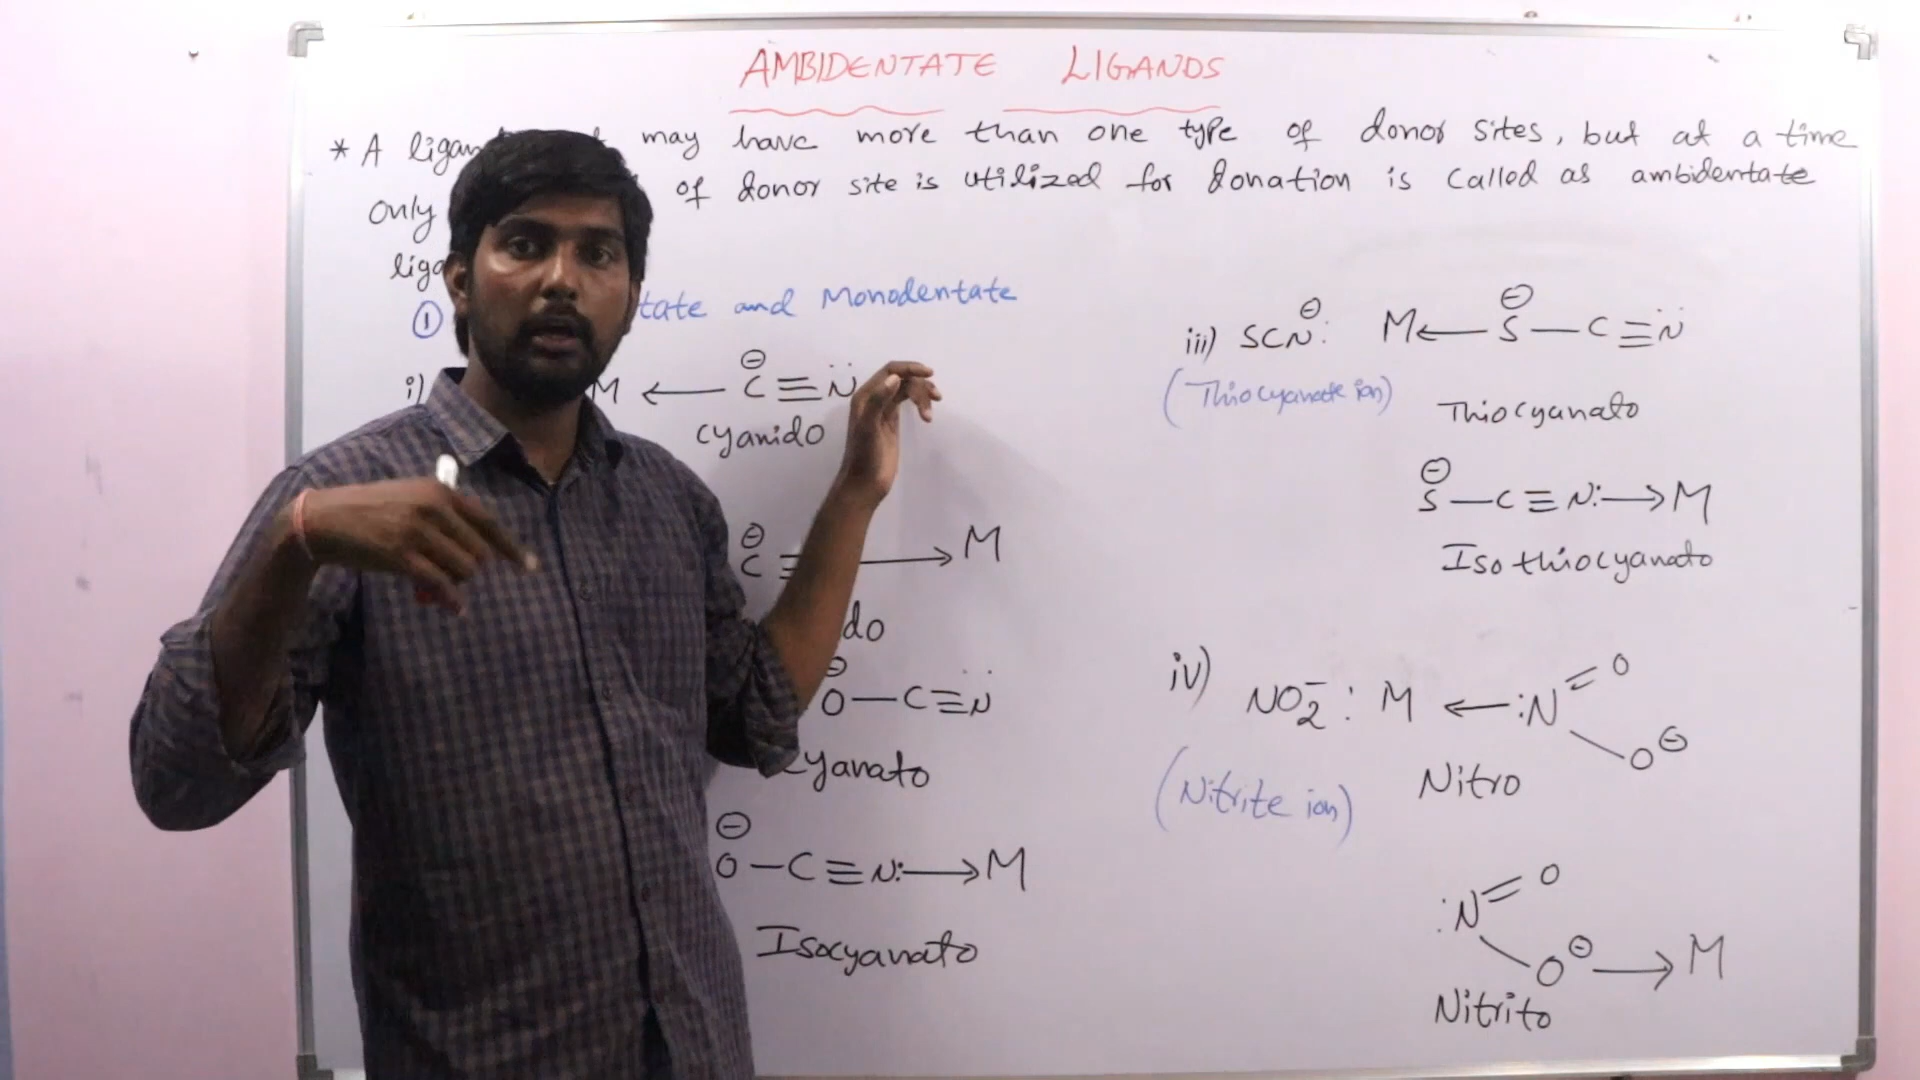 AMBIDENTATE LIGANDS
* A ligan may have more than one type of donor sites, but at a time
only of donor site is utilized for donation is called as ambidentate
liga
① tate and Monodentate
i) M ← C⊖ ≡ N̈
Cyanido
C⊖ ≡ → M
do
O⊖ — C ≡ N̈
Cyanato
O⊖ — C ≡ N: → M
Isocyanato
iii) SCN⊖ : M ← S⊖ — C ≡ N̈
(Thiocyanate ion)
Thiocyanato
S⊖ — C ≡ N: → M
Isothiocyanato
iv) NO₂⁻ : M ← :N = O
O⊖
(Nitrite ion)
Nitro
:N = O
O⊖ → M
Nitrito